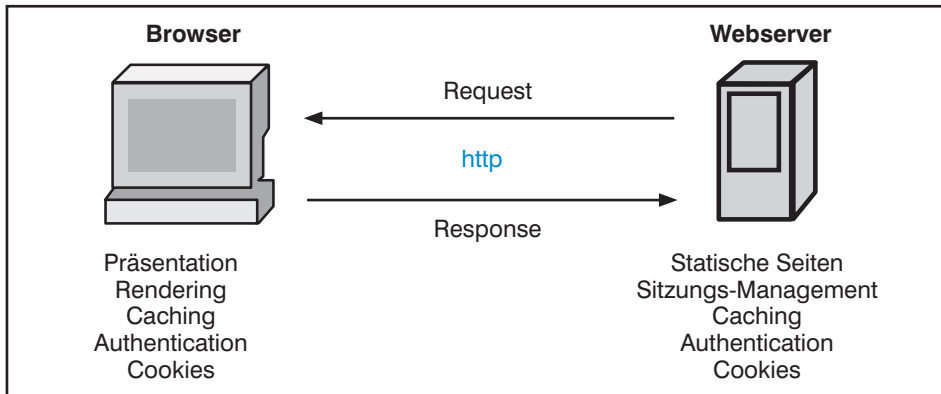 Browser
Webserver
Request
http
Response
Präsentation
Rendering
Caching
Authentication
Cookies
Statische Seiten
Sitzungs-Management
Caching
Authentication
Cookies